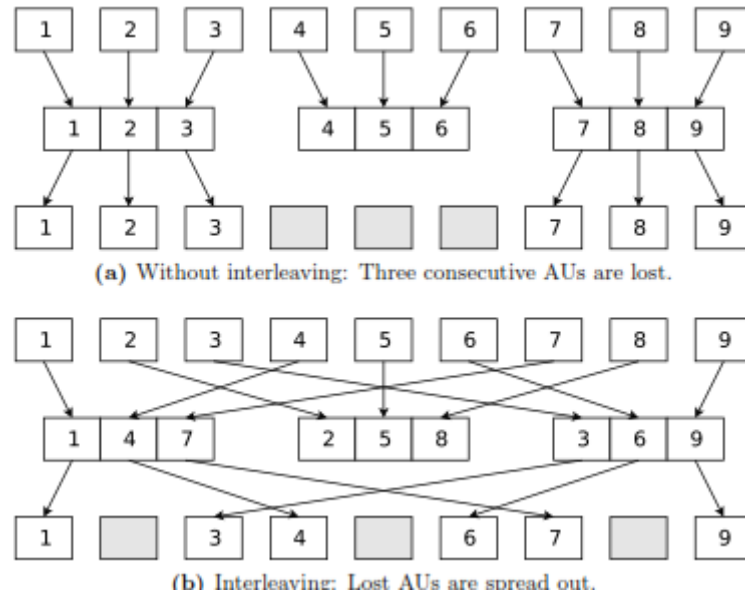 1 2 3 4 5 6 7 8 9
1 2 3 4 5 6 7 8 9
1 2 3 7 8 9
(a) Without interleaving: Three consecutive AUs are lost.
1 2 3 4 5 6 7 8 9
1 4 7 2 5 8 3 6 9
1 3 4 6 7 9
(b) Interleaving: Lost AUs are spread out.